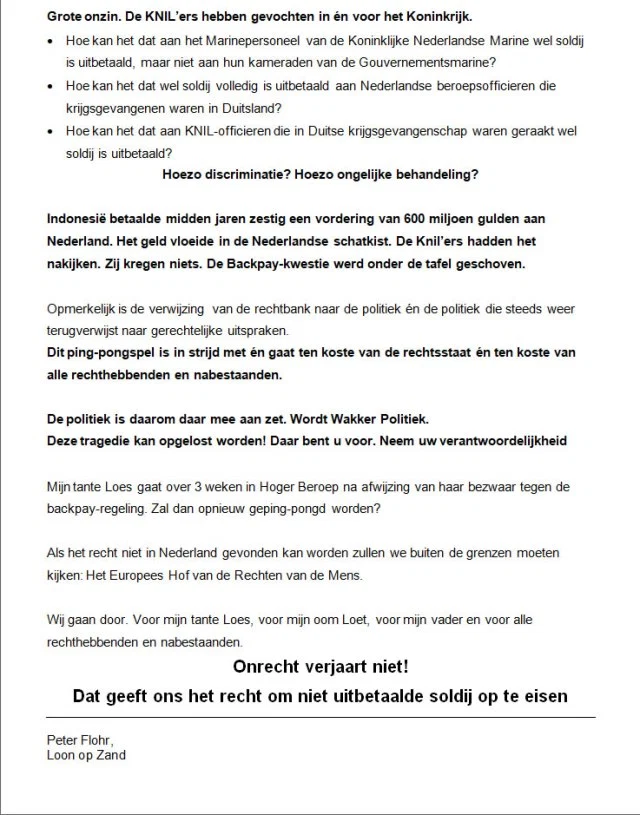 Grote onzin. De KNIL’ers hebben gevochten in én voor het Koninkrijk.
• Hoe kan het dat aan het Marinepersoneel van de Koninklijke Nederlandse Marine wel soldij
is uitbetaald, maar niet aan hun kameraden van de Gouvernementsmarine?
• Hoe kan het dat wel soldij volledig is uitbetaald aan Nederlandse beroepsofficieren die
krijgsgevangenen waren in Duitsland?
• Hoe kan het dat aan KNIL-officieren die in Duitse krijgsgevangenschap waren geraakt wel
soldij is uitbetaald?
Hoezo discriminatie? Hoezo ongelijke behandeling?
Indonesië betaalde midden jaren zestig een vordering van 600 miljoen gulden aan
Nederland. Het geld vloeide in de Nederlandse schatkist. De Knil’ers hadden het
nakijken. Zij kregen niets. De Backpay-kwestie werd onder de tafel geschoven.
Opmerkelijk is de verwijzing van de rechtbank naar de politiek én de politiek die steeds weer
terugverwijst naar gerechtelijke uitspraken.
Dit ping-pongspel is in strijd met én gaat ten koste van de rechtsstaat én ten koste van
alle rechthebbenden en nabestaanden.
De politiek is daarom daar mee aan zet. Wordt Wakker Politiek.
Deze tragedie kan opgelost worden! Daar bent u voor. Neem uw verantwoordelijkheid
Mijn tante Loes gaat over 3 weken in Hoger Beroep na afwijzing van haar bezwaar tegen de
backpay-regeling. Zal dan opnieuw geping-pongd worden?
Als het recht niet in Nederland gevonden kan worden zullen we buiten de grenzen moeten
kijken: Het Europees Hof van de Rechten van de Mens.
Wij gaan door. Voor mijn tante Loes, voor mijn oom Loet, voor mijn vader en voor alle
rechthebbenden en nabestaanden.
Onrecht verjaart niet!
Dat geeft ons het recht om niet uitbetaalde soldij op te eisen
Peter Flohr,
Loon op Zand